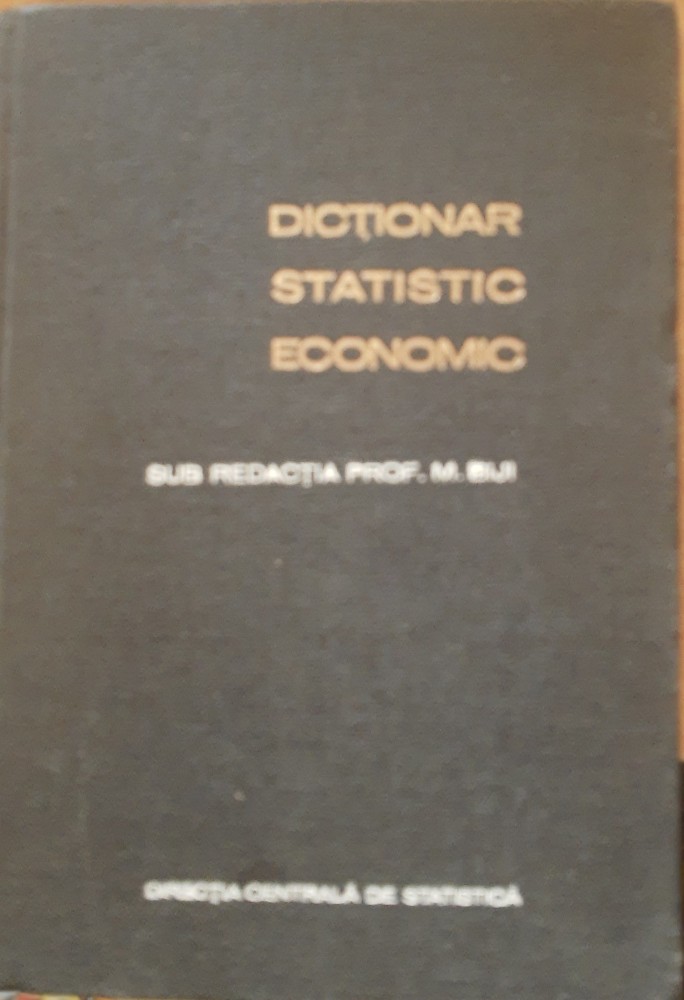 DICȚIONAR
STATISTIC
ECONOMIC
SUB REDACȚIA PROF. M. BIJI
DIRECȚIA CENTRALĂ DE STATISTICĂ